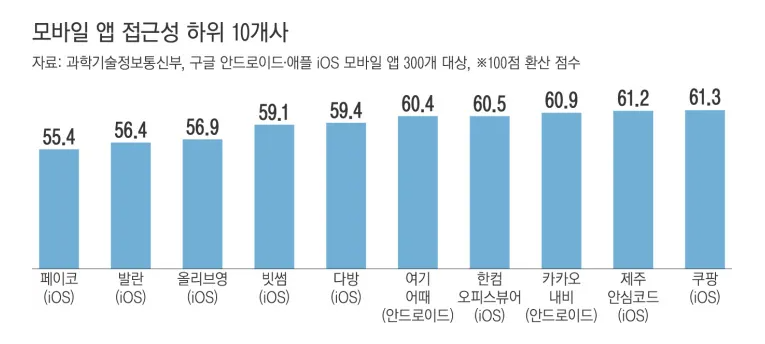 모바일 앱 접근성 하위 10개사
자료: 과학기술정보통신부, 구글 안드로이드·애플 iOS 모바일 앱 300개 대상, ※100점 환산 점수
55.4
56.4
56.9
59.1
59.4
60.4
60.5
60.9
61.2
61.3
페이코
(iOS)
발란
(iOS)
올리브영
(iOS)
빗썸
(iOS)
다방
(iOS)
여기
어때
(안드로이드)
한컴
오피스뷰어
(iOS)
카카오
내비
(안드로이드)
제주
안심코드
(iOS)
쿠팡
(iOS)